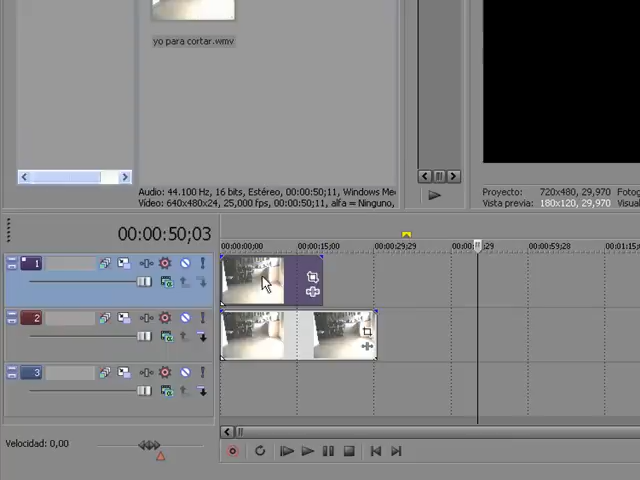 yo para cortar.wmv
Audio: 44.100 Hz, 16 bits, Estéreo, 00:00:50;11, Windows Me
Vídeo: 640x480x24, 25,000 fps, 00:00:50;11, alfa = Ninguno,
Proyecto: 720x480, 29,970
Fotog
Vista previa: 180x120, 29,970
Visual
00:00:50;03
00:00:00;00
00:00:15;00
00:00:29;29
00:00:
;29
00:00:59;28
00:01:15;
1
2
3
Velocidad: 0,00